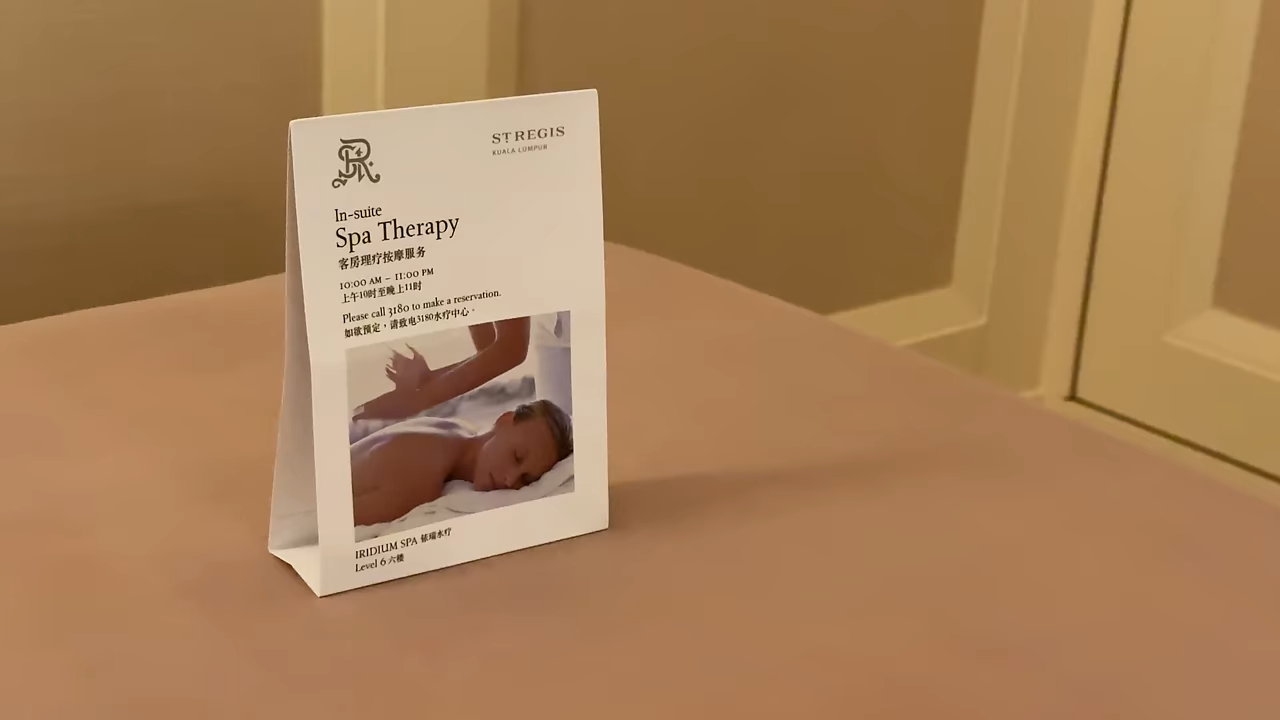 ST REGIS
KUALA LUMPUR
In-suite
Spa Therapy
客房理疗按摩服务
10:00 AM – 11:00 PM
上午10时至晚上11时
Please call 3180 to make a reservation.
如欲预定，请致电3180水疗中心。
IRIDIUM SPA 铱瑞水疗
Level 6 六楼